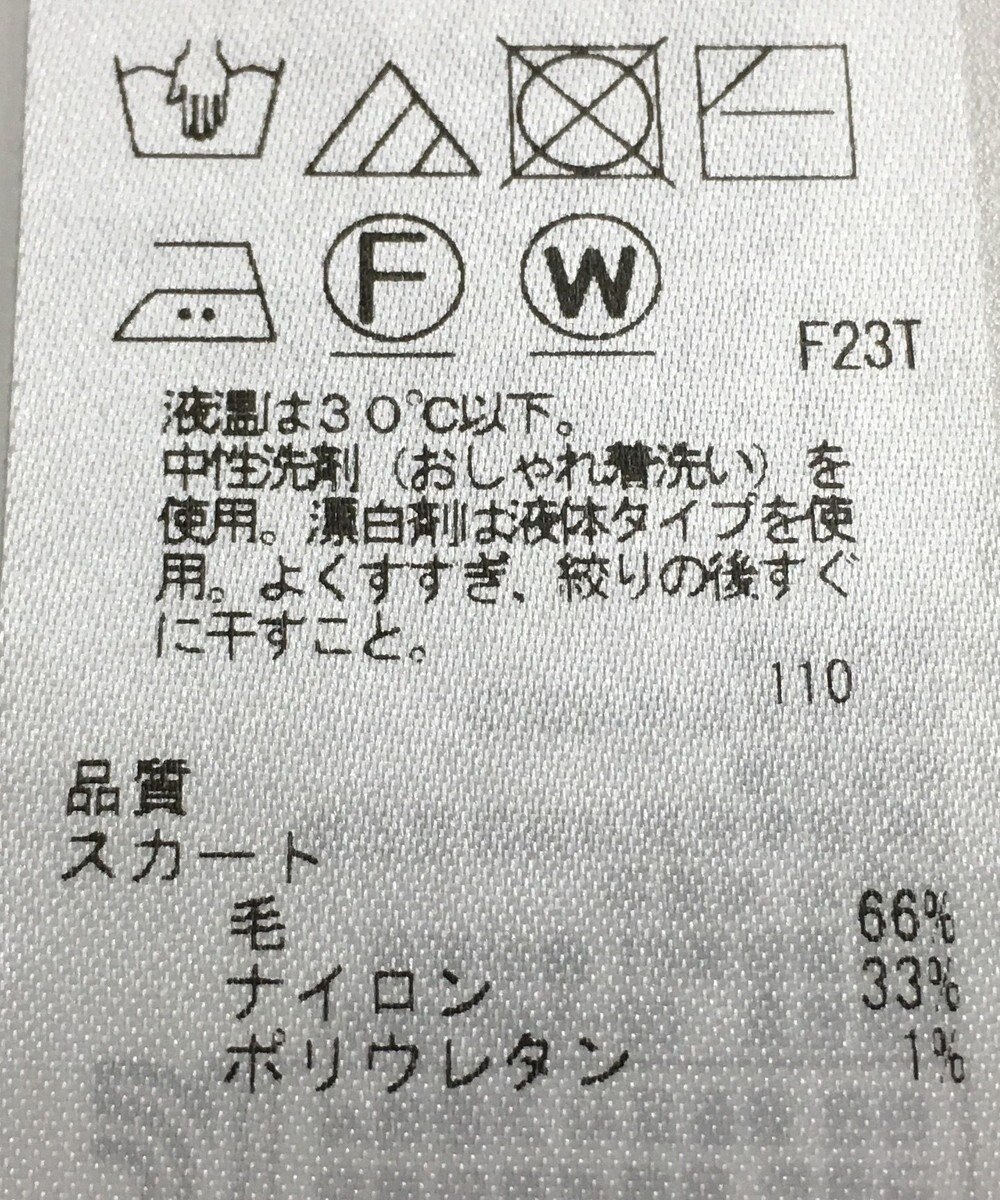 F W
F23T
液温は30℃以下。
中性洗剤（おしゃれ着洗い）を
使用。漂白剤は液体タイプを使
用。よくすすぎ、絞りの後すぐ
に干すこと。
110
品質
スカート
毛 66%
ナイロン 33%
ポリウレタン 1%